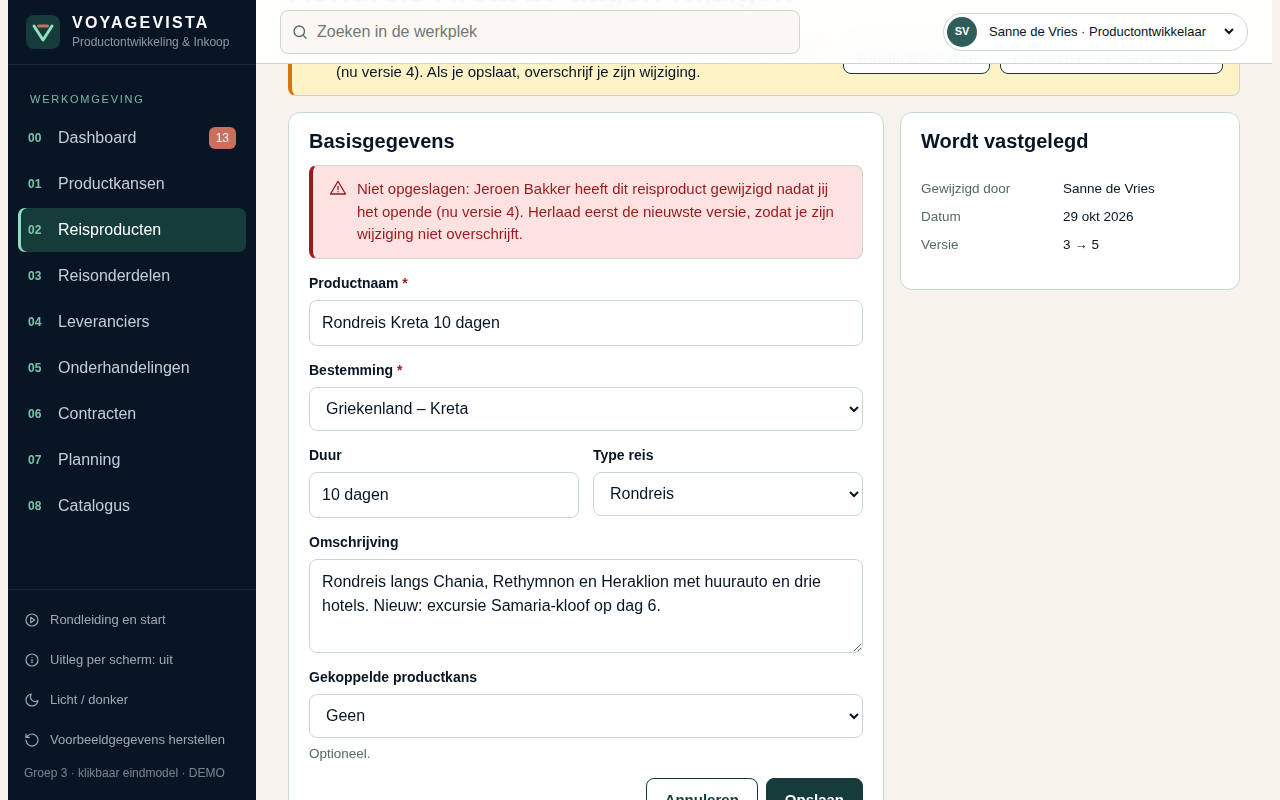 VOYAGEVISTA
Productontwikkeling & Inkoop
WERKOMGEVING
00 Dashboard 13
01 Productkansen
02 Reisproducten
03 Reisonderdelen
04 Leveranciers
05 Onderhandelingen
06 Contracten
07 Planning
08 Catalogus
Rondleiding en start
Uitleg per scherm: uit
Licht / donker
Voorbeeldgegevens herstellen
Groep 3 · klikbaar eindmodel · DEMO
Zoeken in de werkplek
SV Sanne de Vries · Productontwikkelaar
(nu versie 4). Als je opslaat, overschrijf je zijn wijziging.
Basisgegevens
Niet opgeslagen: Jeroen Bakker heeft dit reisproduct gewijzigd nadat jij
het opende (nu versie 4). Herlaad eerst de nieuwste versie, zodat je zijn
wijziging niet overschrijft.
Productnaam *
Rondreis Kreta 10 dagen
Bestemming *
Griekenland – Kreta
Duur
10 dagen
Type reis
Rondreis
Omschrijving
Rondreis langs Chania, Rethymnon en Heraklion met huurauto en drie
hotels. Nieuw: excursie Samaria-kloof op dag 6.
Gekoppelde productkans
Geen
Optioneel.
Annuleren
Opslaan
Wordt vastgelegd
Gewijzigd door Sanne de Vries
Datum 29 okt 2026
Versie 3 → 5